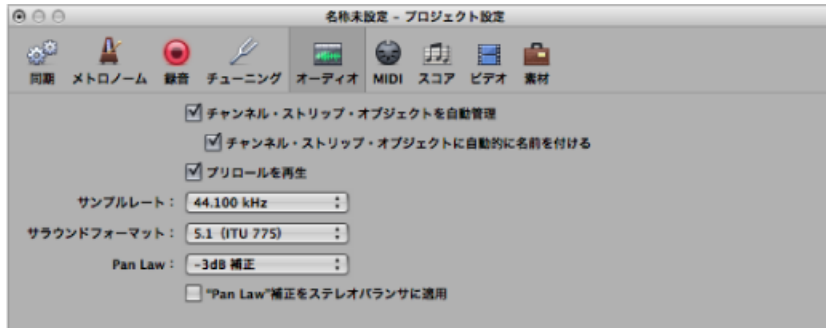 名称未設定 – プロジェクト設定
同期 メトロノーム 録音 チューニング オーディオ MIDI スコア ビデオ 素材
チャンネル・ストリップ・オブジェクトを自動管理
チャンネル・ストリップ・オブジェクトに自動的に名前を付ける
プリロールを再生
サンプルレート： 44.100 kHz
サラウンドフォーマット： 5.1 (ITU 775)
Pan Law： -3dB 補正
"Pan Law"補正をステレオバランサに適用